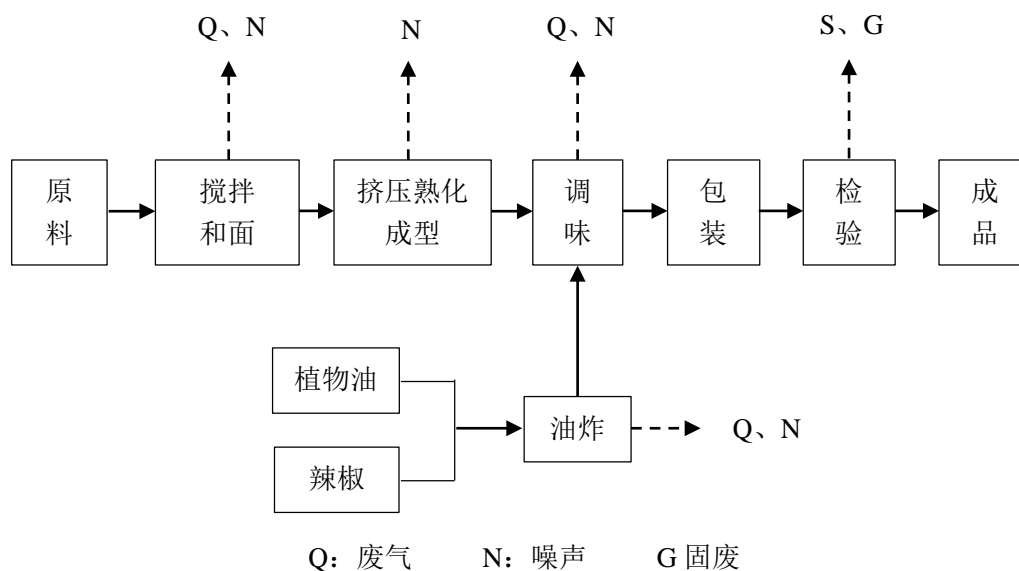 Q、N
N
Q、N
S、G
原
料
搅拌
和面
挤压熟化
成型
调
味
包
装
检
验
成
品
植物油
辣椒
油炸
Q、N
Q：废气
N：噪声
G 固废